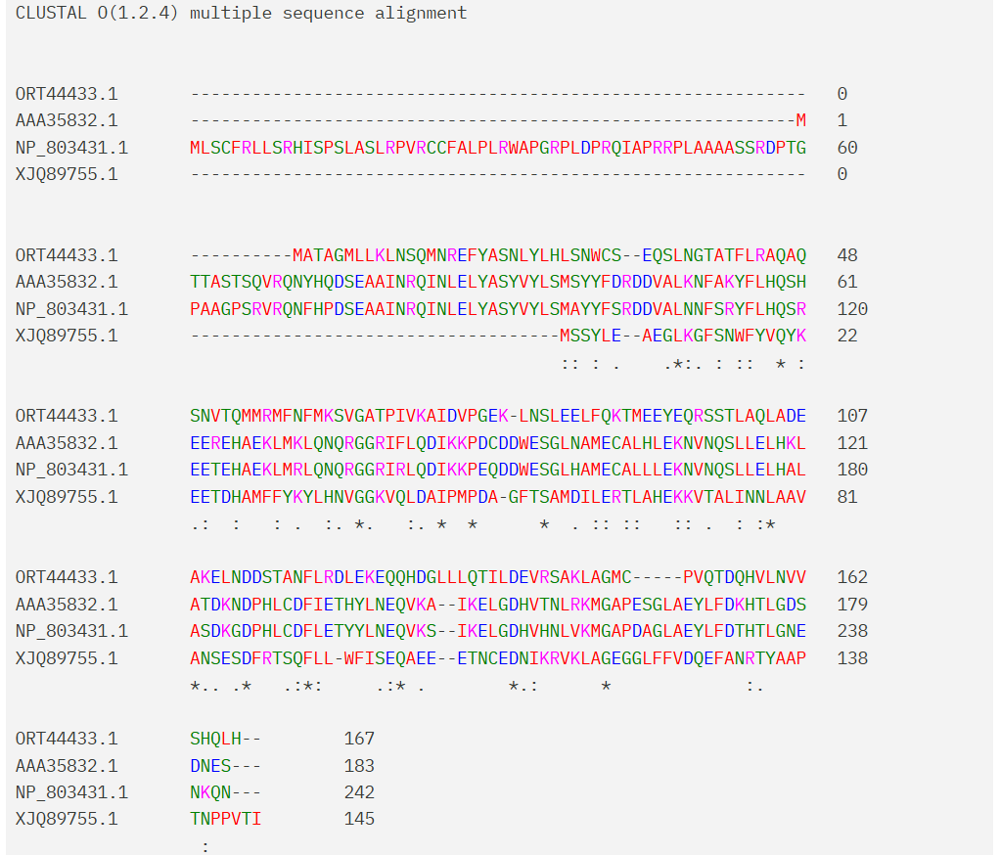 CLUSTAL O(1.2.4) multiple sequence alignment
ORT44433.1       ------------------------------------------------------------   0
AAA35832.1       -----------------------------------------------------------M   1
NP_803431.1      MLSCFRLLSRHISPSLASLRPVRCCFALPLRWAPGRPLDPRQIAPRRPLAAAASSRDPTG   60
XJQ89755.1       ------------------------------------------------------------   0
ORT44433.1       ----------MATAGMLLKLNSQMNREFYASNLYLHLSNWCS--EQSLNGTATFLRAQAQ   48
AAA35832.1       TTASTSQVRQNYHQDSEAAINRQINLELYASYVYLSMSYYFDRDDVALKNFAKYFLHQSH   61
NP_803431.1      PAAGPSRVRQNFHPDSEAAINRQINLELYASYVYLSMAYYFSRDDVALNNFSRYFLHQSR   120
XJQ89755.1       ------------------------------------MSSYLE--AEGLKGFSNWFYVQYK   22
                                                     :: : .    .*:. : ::  * :
ORT44433.1       SNVTQMMRMFNFMKSVGATPIVKAIDVPGEK-LNSLEELFQKTMEEYEQRSSTLAQLADE   107
AAA35832.1       EEREHAEKLMKLQNQRGGRIFLQDIKKPDCDDWESGLNAMECALHLEKNVNQSLLELHKL   121
NP_803431.1      EETEHAEKLMRLQNQRGGRIRLQDIKKPEQDDWESGLHAMECALLLEKNVNQSLLELHAL   180
XJQ89755.1       EETDHAMFFYKYLHNVGGKVQLDAIPMPDA-GFTSAMDILERTLAHEKKVTALINNLAAV   81
                 .:  :   : .  :. *.   :. *  *      *  . :: ::   :: .  : :*
ORT44433.1       AKELNDDSTANFLRDLEKEQQHDGLLLQTILDEVRSAKLAGMC-----PVQTDQHVLNVV   162
AAA35832.1       ATDKNDPHLCDFIETHYLNEQVKA--IKELGDHVTNLRKMGAPESGLAEYLFDKHTLGDS   179
NP_803431.1      ASDKGDPHLCDFLETYYLNEQVKS--IKELGDHVHNLVKMGAPDAGLAEYLFDTHTLGNE   238
XJQ89755.1       ANSESDFRTSQFLL-WFISEQAEE--ETNCEDNIKRVKLAGEGGLFFVDQEFANRTYAAP   138
                 *.. .*   .:*:     .:* .        *.:      *             :.
ORT44433.1       SHQLH--        167
AAA35832.1       DNES---        183
NP_803431.1      NKQN---        242
XJQ89755.1       TNPPVTI        145
                  :